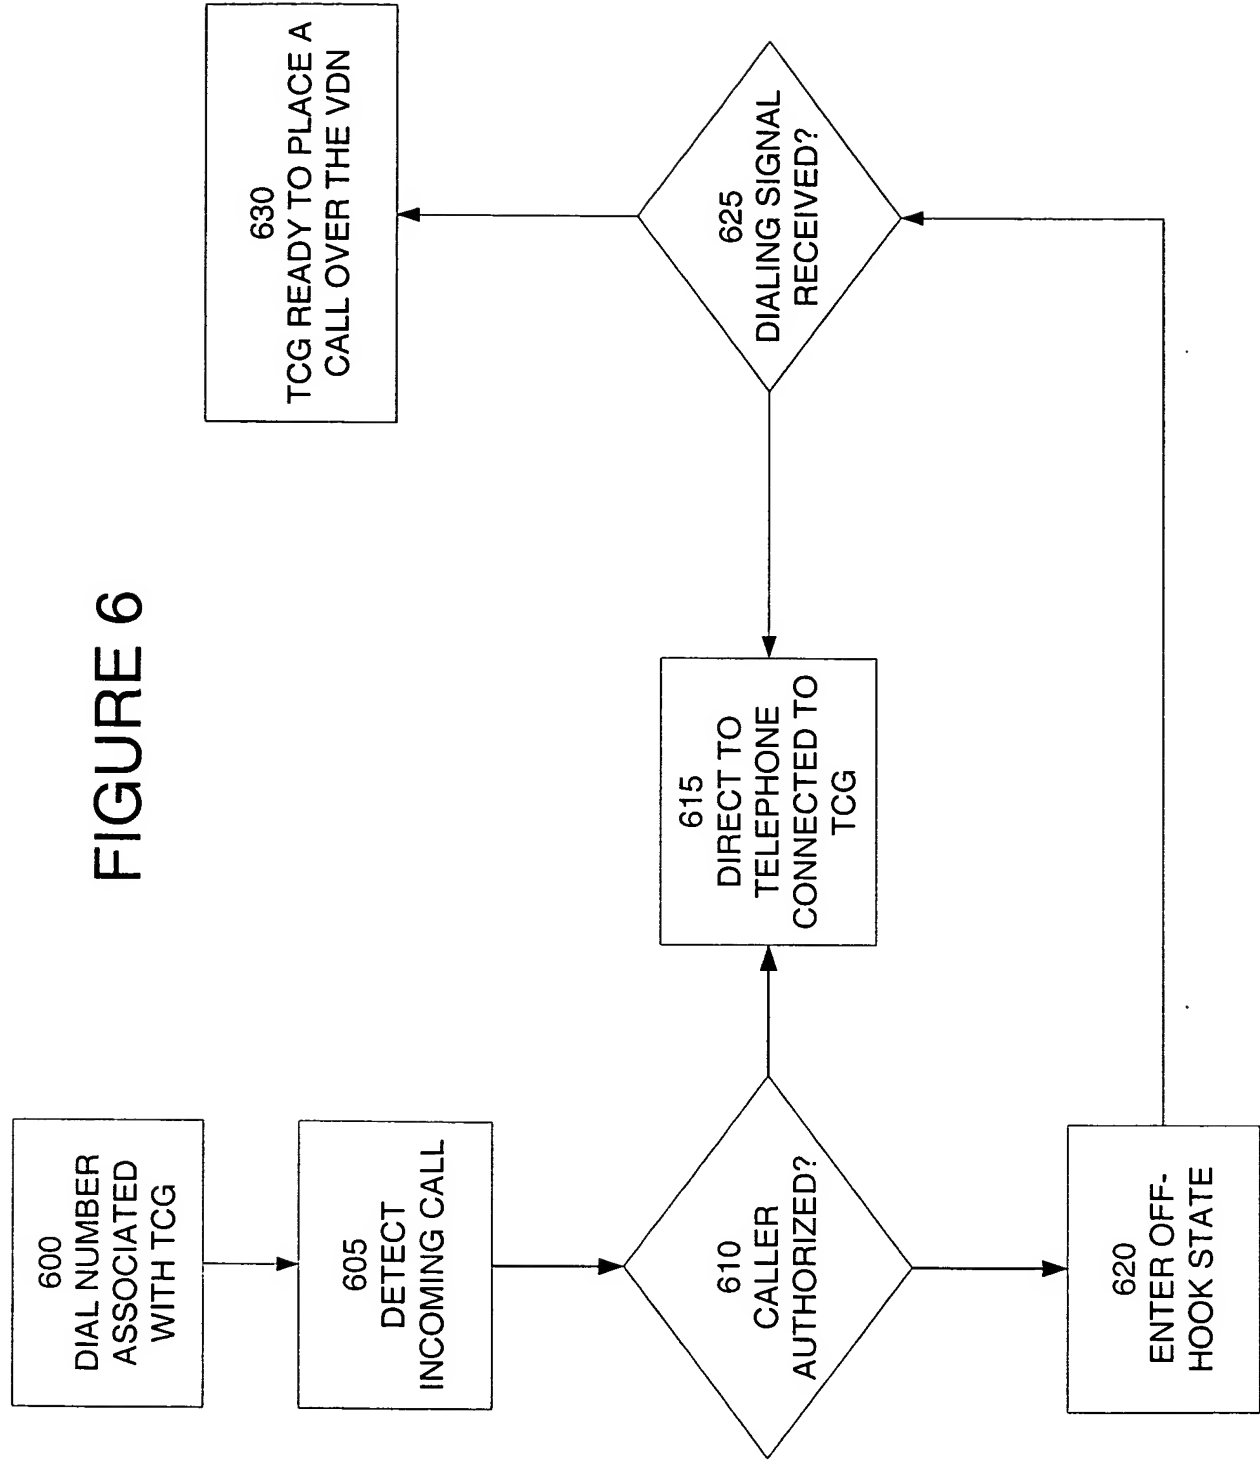 FIGURE 6
600
DIAL NUMBER
ASSOCIATED
WITH TCG
605
DETECT
INCOMING CALL
610
CALLER
AUTHORIZED?
615
DIRECT TO
TELEPHONE
CONNECTED TO
TCG
620
ENTER OFF-
HOOK STATE
625
DIALING SIGNAL
RECEIVED?
630
TCG READY TO PLACE A
CALL OVER THE VDN